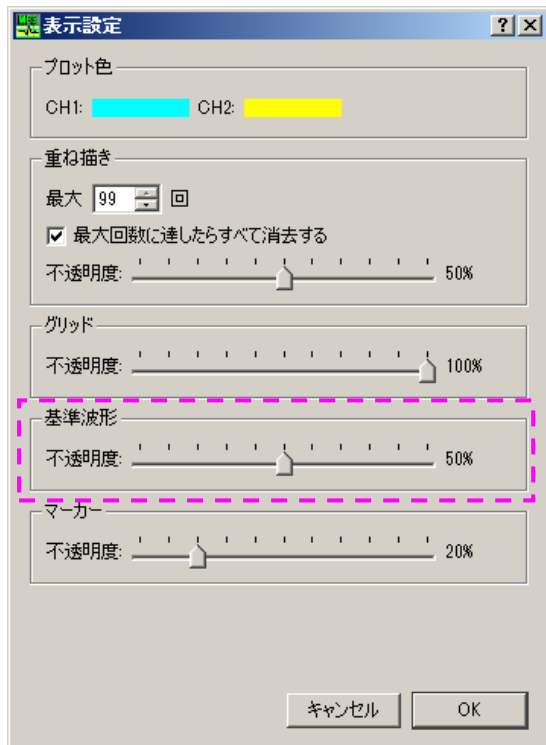 表示設定
プロット色
CH1: CH2:
重ね描き
最大 99 回
最大回数に達したらすべて消去する
不透明度: 50%
グリッド
不透明度: 100%
基準波形
不透明度: 50%
マーカー
不透明度: 20%
キャンセル OK